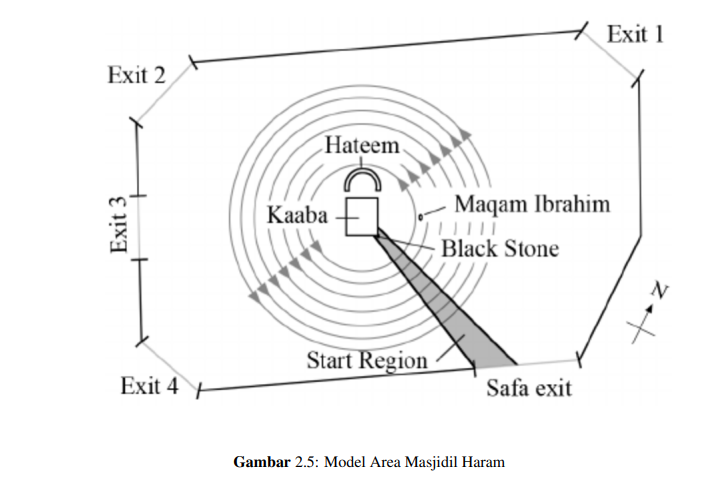 Exit 1
Exit 2
Hateem
Kaaba
Maqam Ibrahim
Exit 3
Black Stone
N
Start Region
Exit 4
Safa exit
Gambar 2.5: Model Area Masjidil Haram